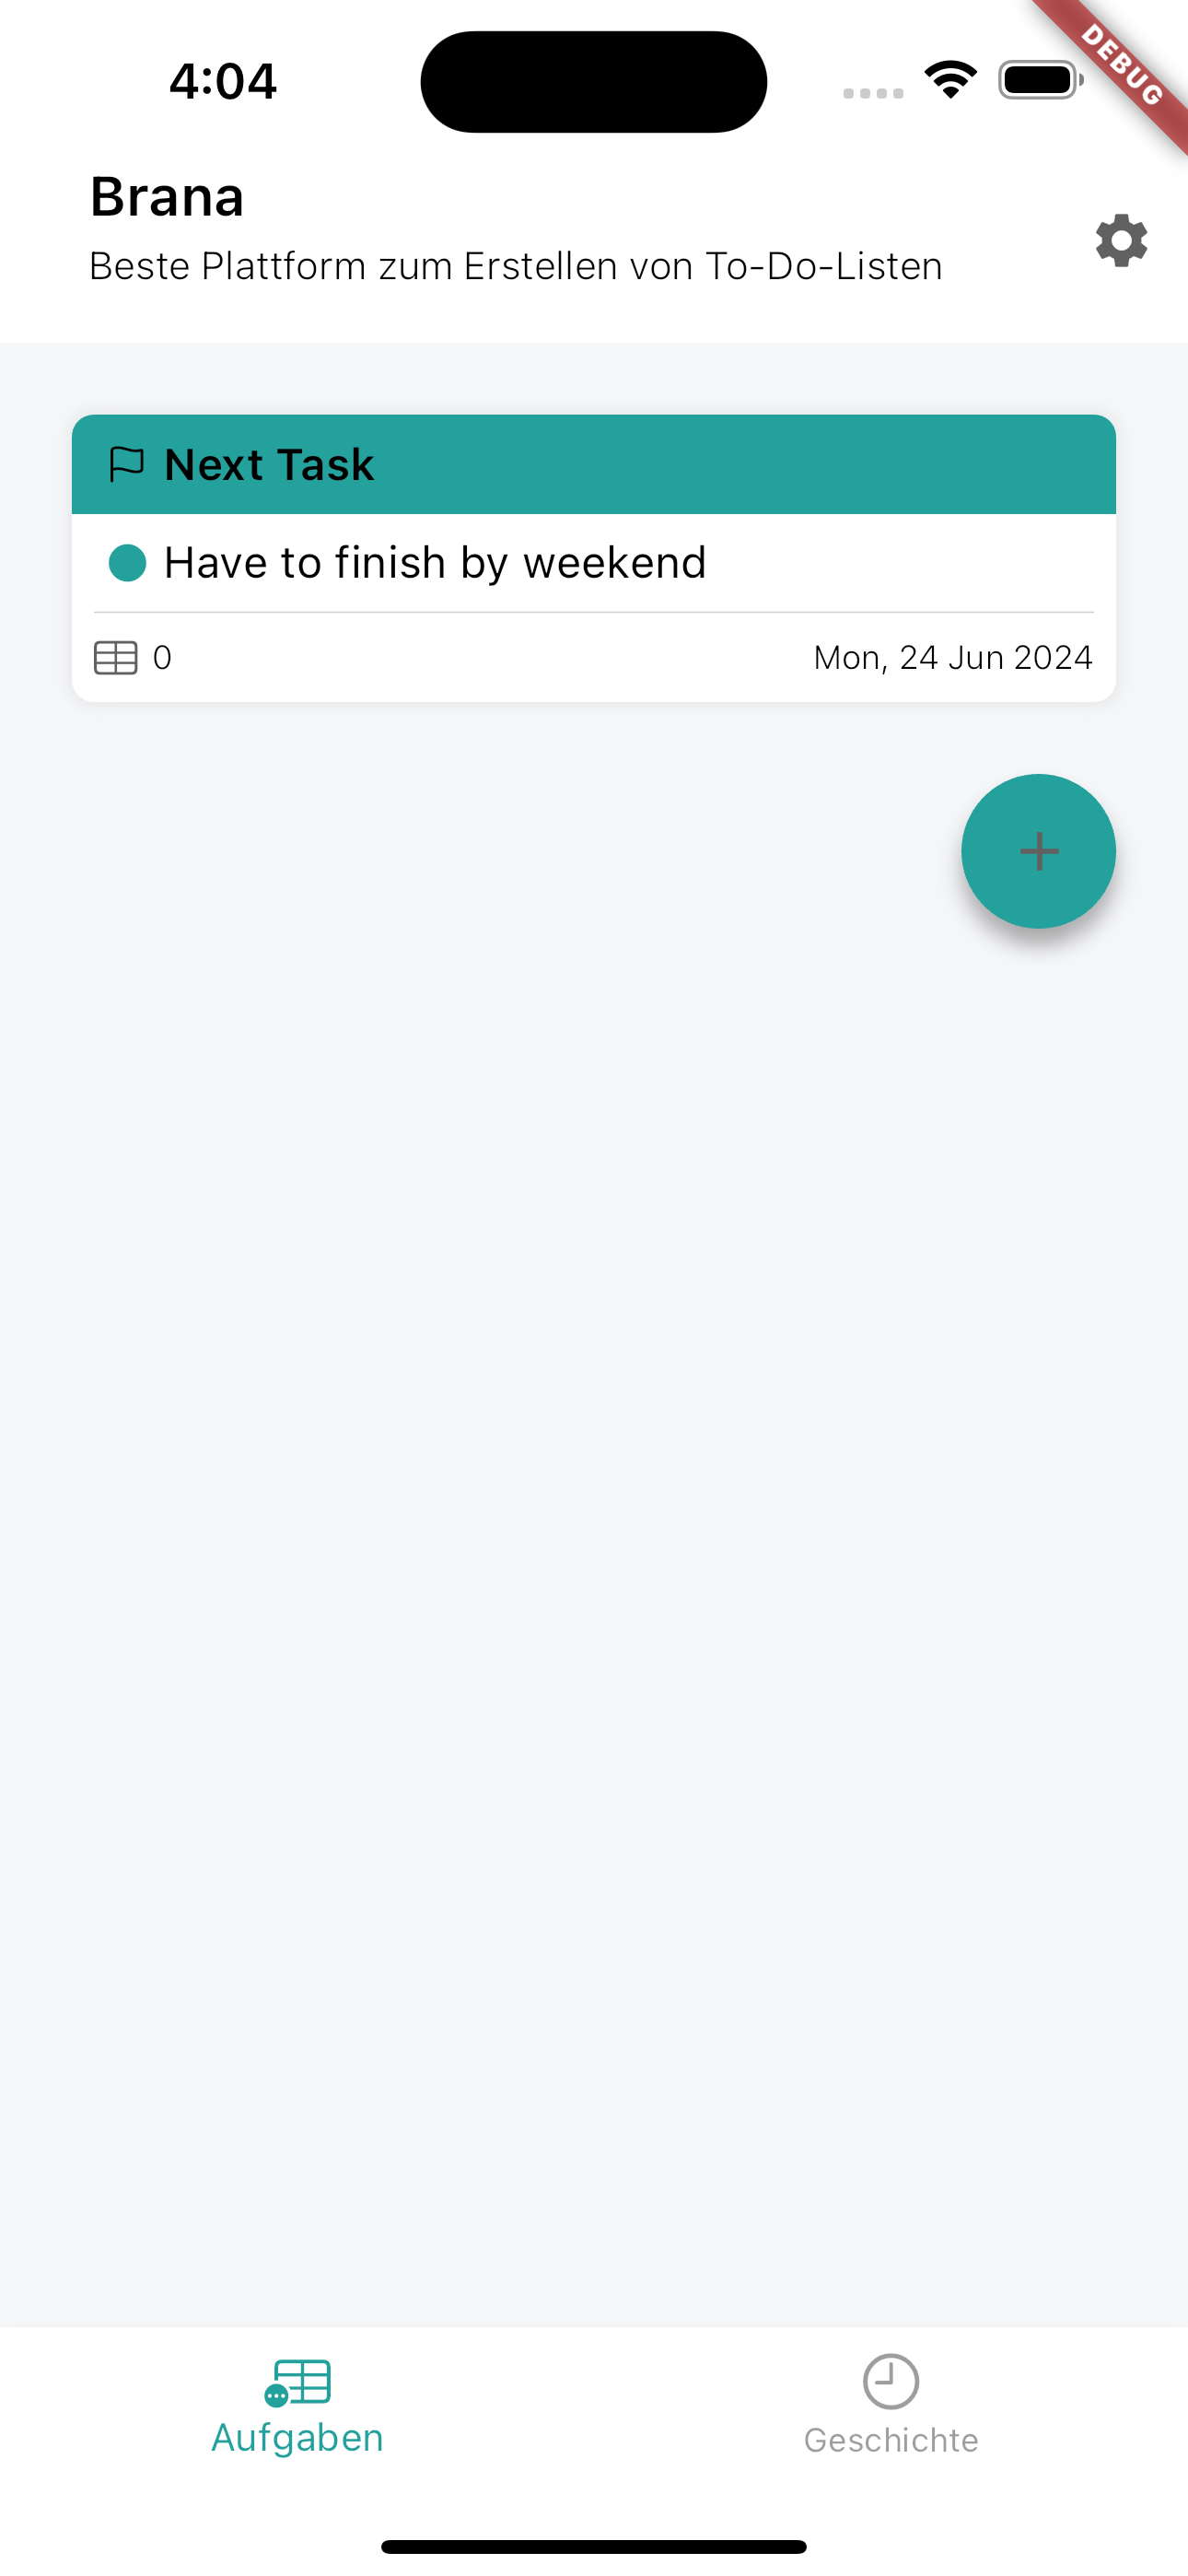 4:04
DEBUG
Brana
Beste Plattform zum Erstellen von To-Do-Listen
Next Task
Have to finish by weekend
0
Mon, 24 Jun 2024
Aufgaben
Geschichte